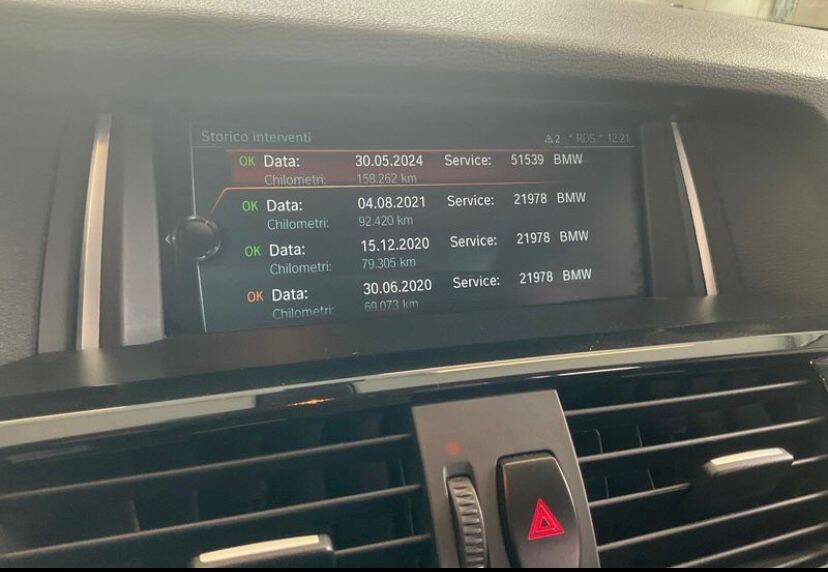 Storico interventi 2 RDS 12:21
OK Data: 30.05.2024 Service: 51539 BMW
Chilometri: 158.262 km
OK Data: 04.08.2021 Service: 21978 BMW
Chilometri: 92.420 km
OK Data: 15.12.2020 Service: 21978 BMW
Chilometri: 79.305 km
OK Data: 30.06.2020 Service: 21978 BMW
Chilometri: 69.073 km